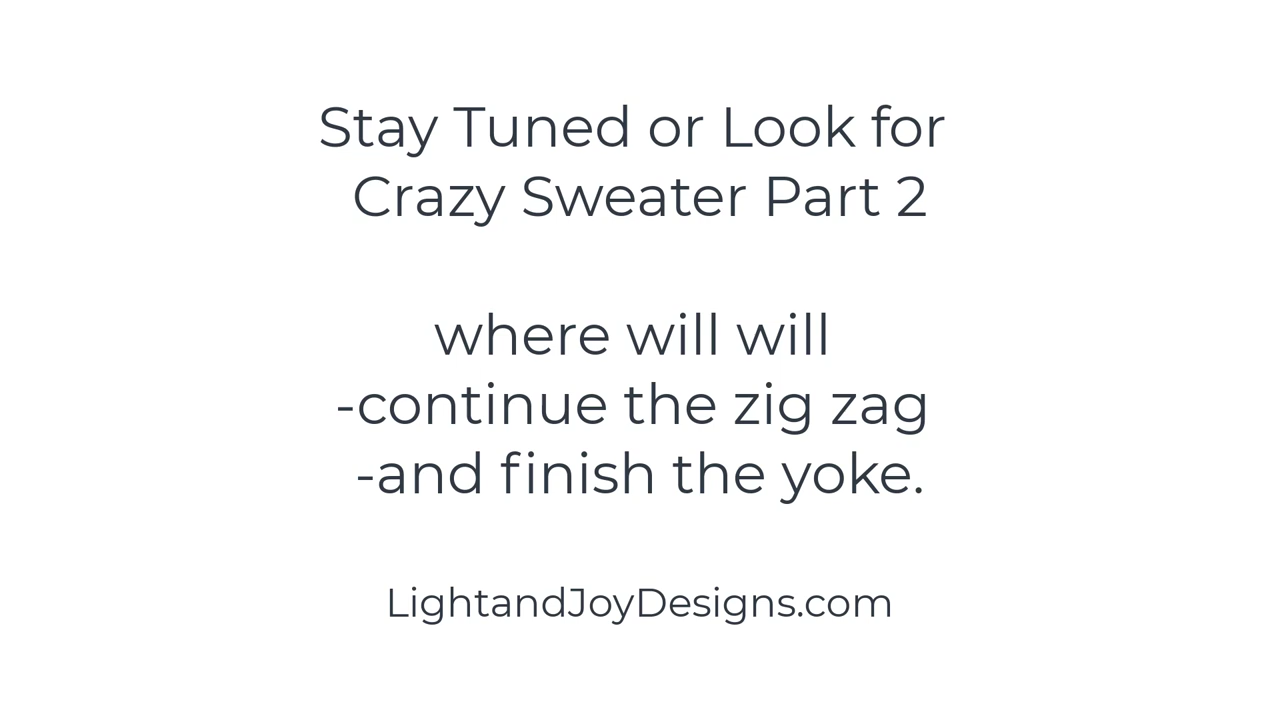 Stay Tuned or Look for
Crazy Sweater Part 2
where will will
-continue the zig zag
-and finish the yoke.
LightandJoyDesigns.com